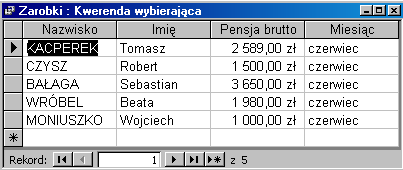 Zarobki : Kwerenda wybierająca
Nazwisko Imię Pensja brutto Miesiąc
KACPEREK Tomasz 2 589,00 zł czerwiec
CZYSZ Robert 1 500,00 zł czerwiec
BAŁAGA Sebastian 3 650,00 zł czerwiec
WRÓBEL Beata 1 980,00 zł czerwiec
MONIUSZKO Wojciech 1 000,00 zł czerwiec
Rekord: 1 z 5